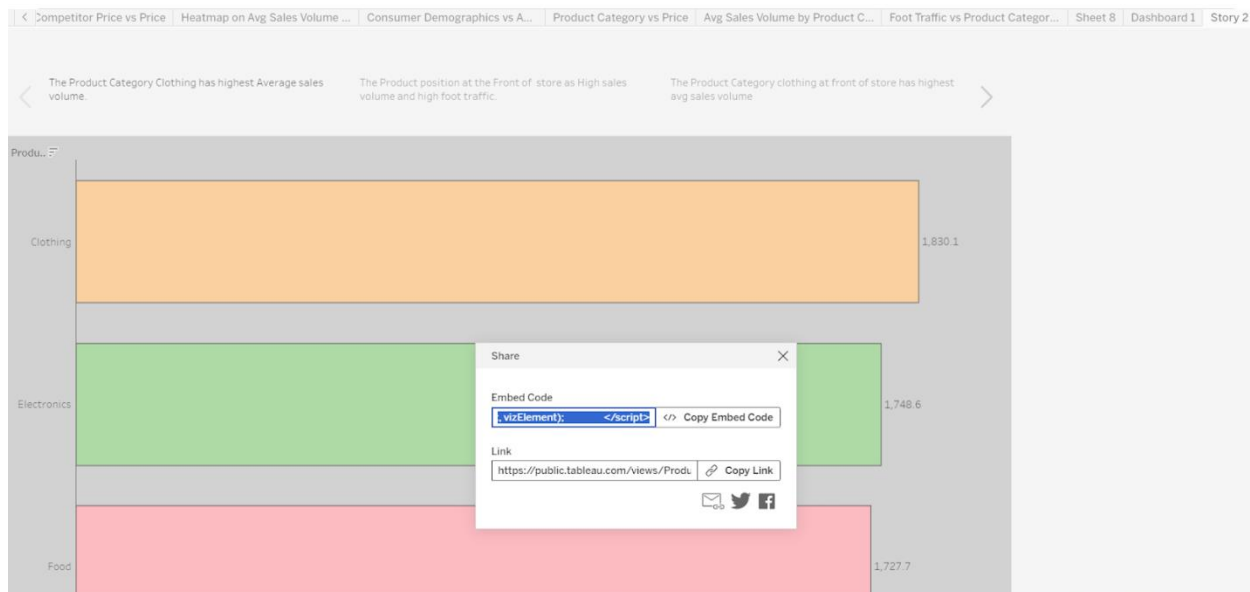 Competitor Price vs Price
Heatmap on Avg Sales Volume ...
Consumer Demographics vs A...
Product Category vs Price
Avg Sales Volume by Product C...
Foot Traffic vs Product Categor...
Sheet 8
Dashboard 1
Story 2
The Product Category Clothing has highest Average sales
volume.
The Product position at the Front of store as High sales
volume and high foot traffic.
The Product Category clothing at front of store has highest
avg sales volume
Produ..
Clothing
1,830.1
Electronics
1,748.6
Food
1,727.7
Share
Embed Code
, vizElement); </script>
</> Copy Embed Code
Link
https://public.tableau.com/views/Produ
Copy Link